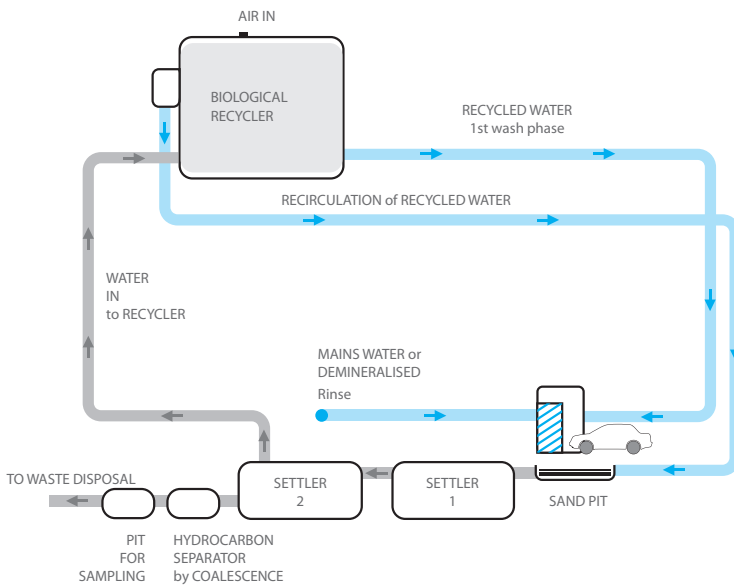 AIR IN
BIOLOGICAL
RECYCLER
RECYCLED WATER
1st wash phase
RECIRCULATION of RECYCLED WATER
WATER
IN
to RECYCLER
MAINS WATER or
DEMINERALISED
Rinse
TO WASTE DISPOSAL
SETTLER
2
SETTLER
1
SAND PIT
PIT
FOR
SAMPLING
HYDROCARBON
SEPARATOR
by COALESCENCE